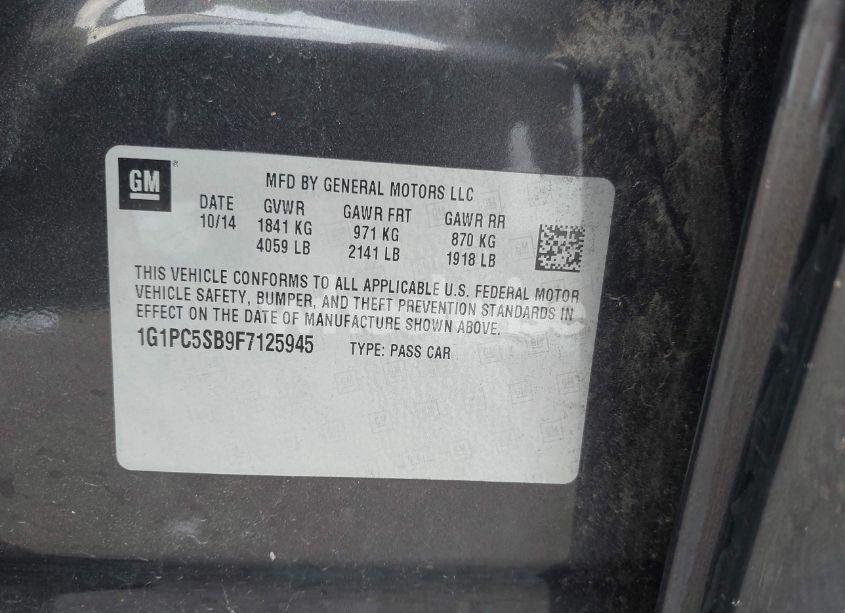 GM
MFD BY GENERAL MOTORS LLC
DATE GVWR GAWR FRT GAWR RR
10/14 1841 KG 971 KG 870 KG
4059 LB 2141 LB 1918 LB
THIS VEHICLE CONFORMS TO ALL APPLICABLE U.S. FEDERAL MOTOR
VEHICLE SAFETY, BUMPER, AND THEFT PREVENTION STANDARDS IN
EFFECT ON THE DATE OF MANUFACTURE SHOWN ABOVE.
1G1PC5SB9F7125945 TYPE: PASS CAR